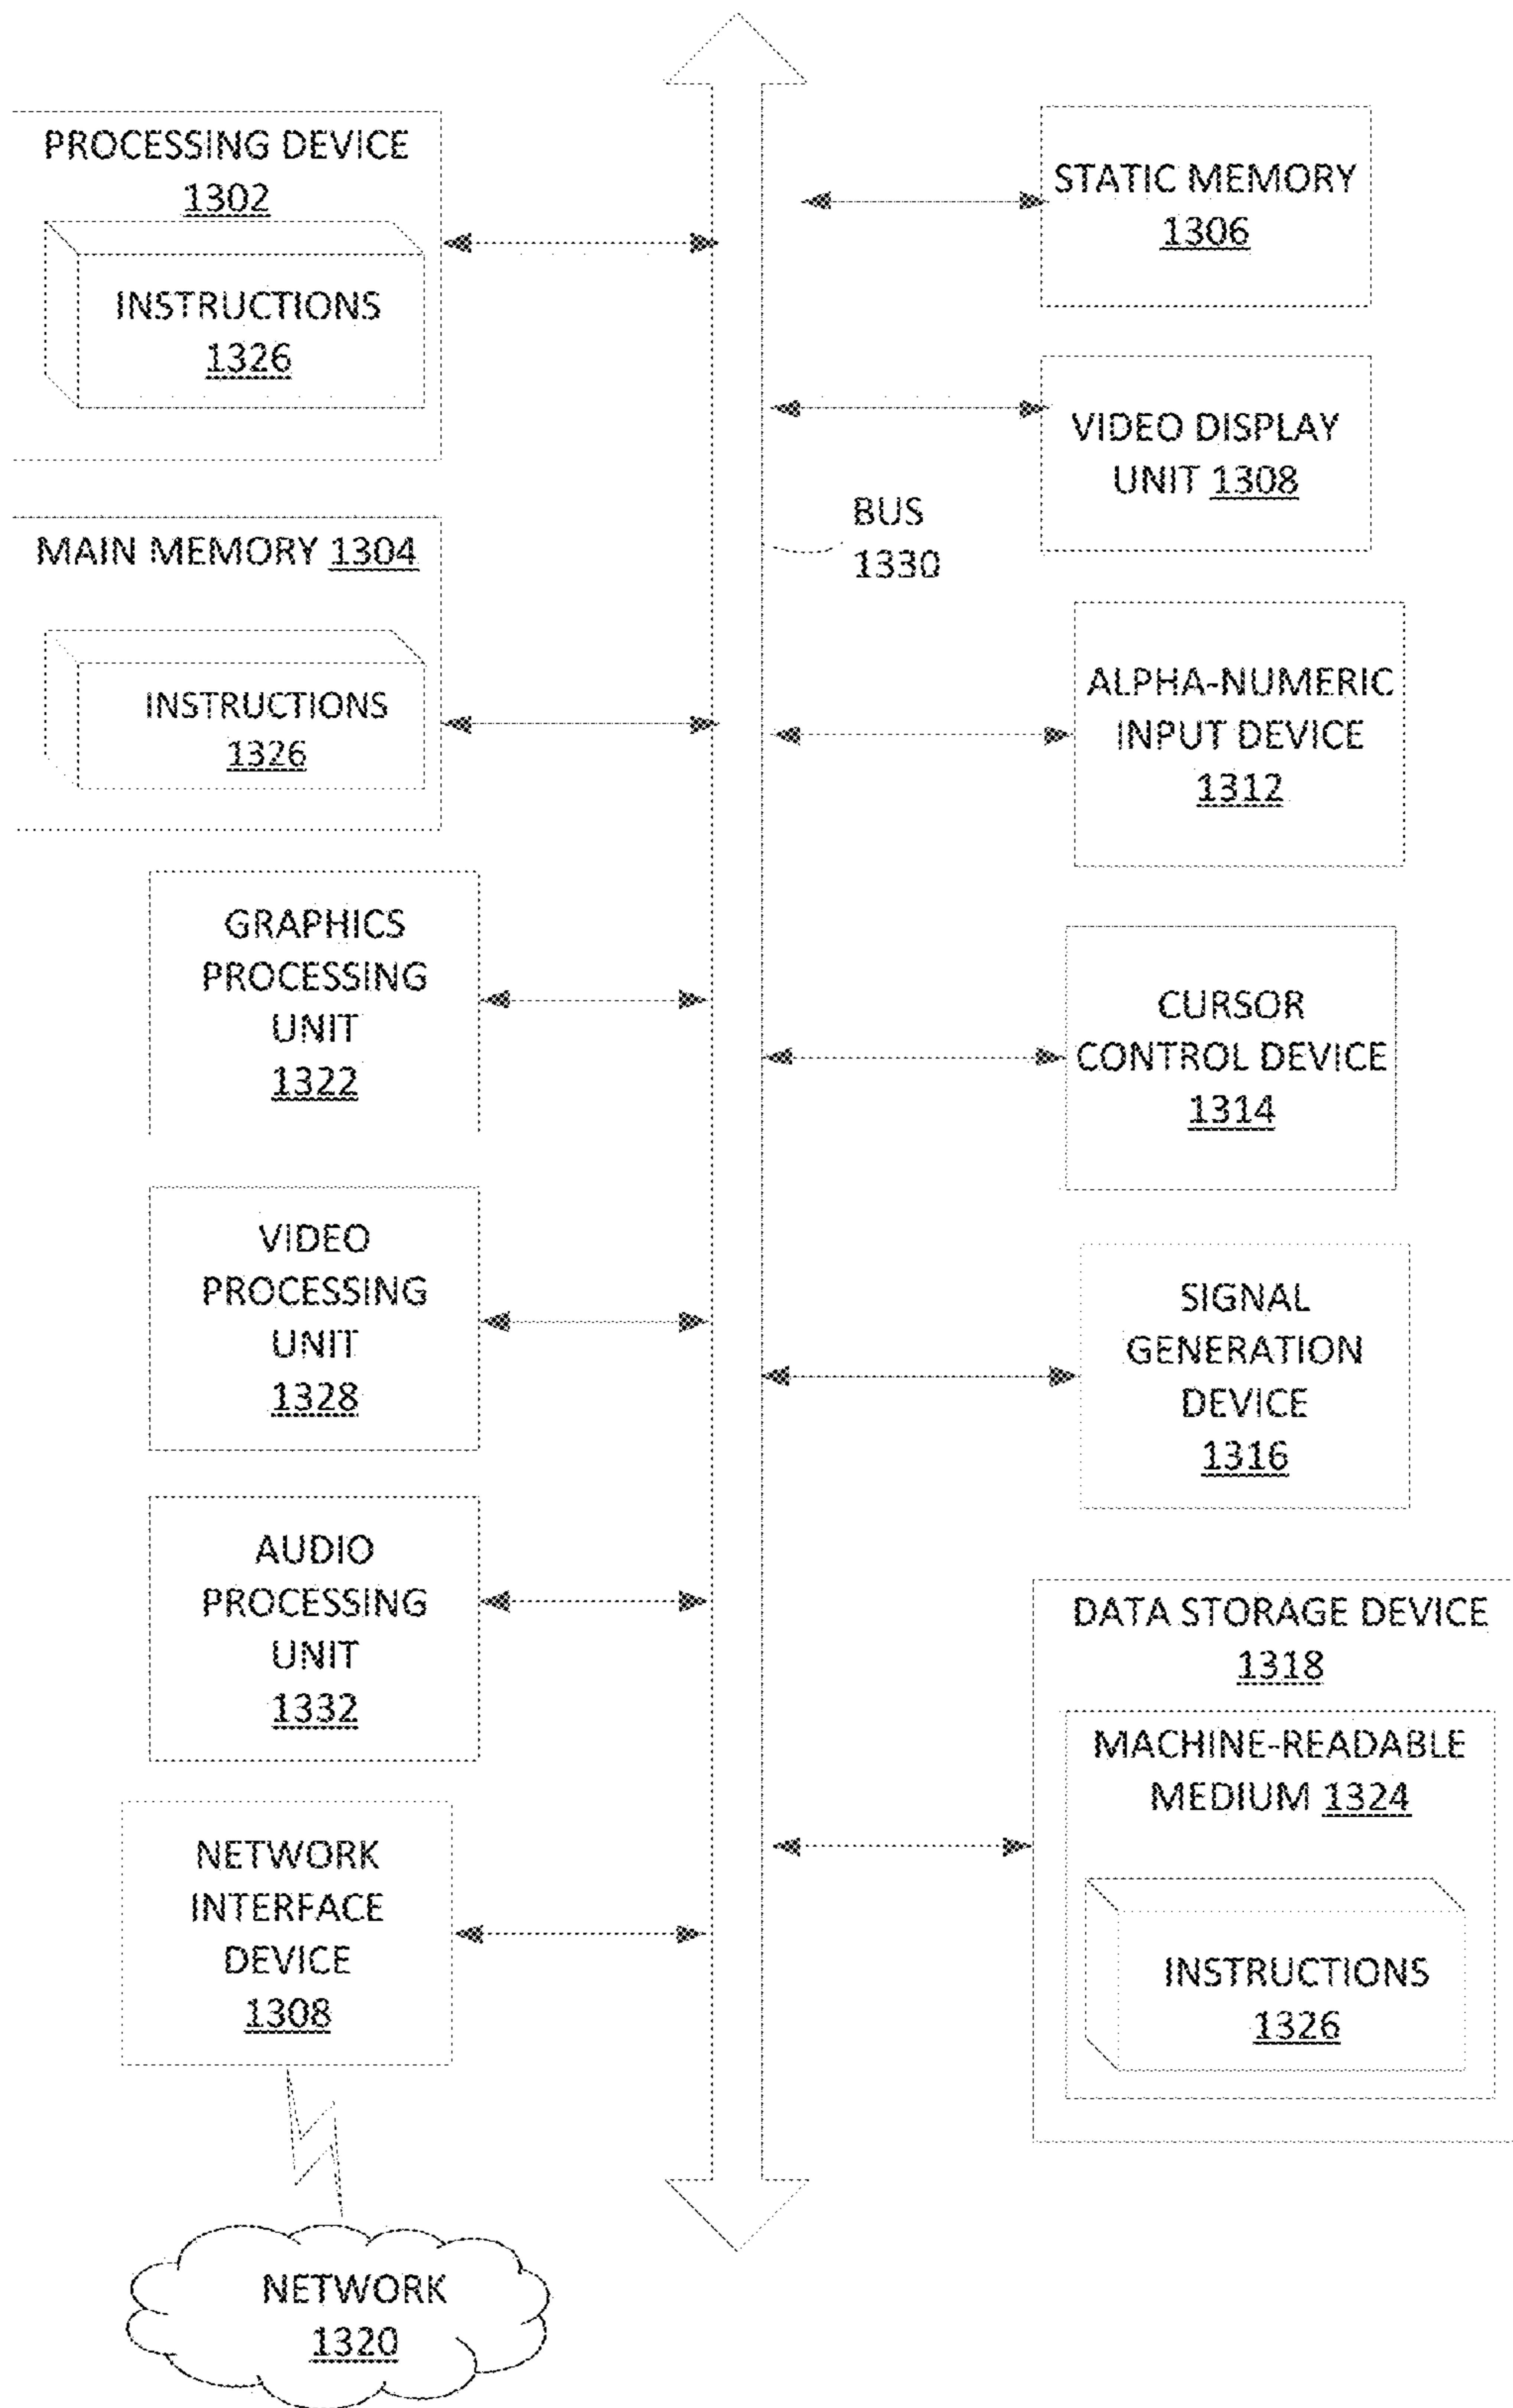 PROCESSING DEVICE
1302
INSTRUCTIONS
1326
MAIN MEMORY 1304
INSTRUCTIONS
1326
GRAPHICS
PROCESSING
UNIT
1322
VIDEO
PROCESSING
UNIT
1328
AUDIO
PROCESSING
UNIT
1332
NETWORK
INTERFACE
DEVICE
1308
NETWORK
1320
BUS
1330
STATIC MEMORY
1306
VIDEO DISPLAY
UNIT 1308
ALPHA-NUMERIC
INPUT DEVICE
1312
CURSOR
CONTROL DEVICE
1314
SIGNAL
GENERATION
DEVICE
1316
DATA STORAGE DEVICE
1318
MACHINE-READABLE
MEDIUM 1324
INSTRUCTIONS
1326